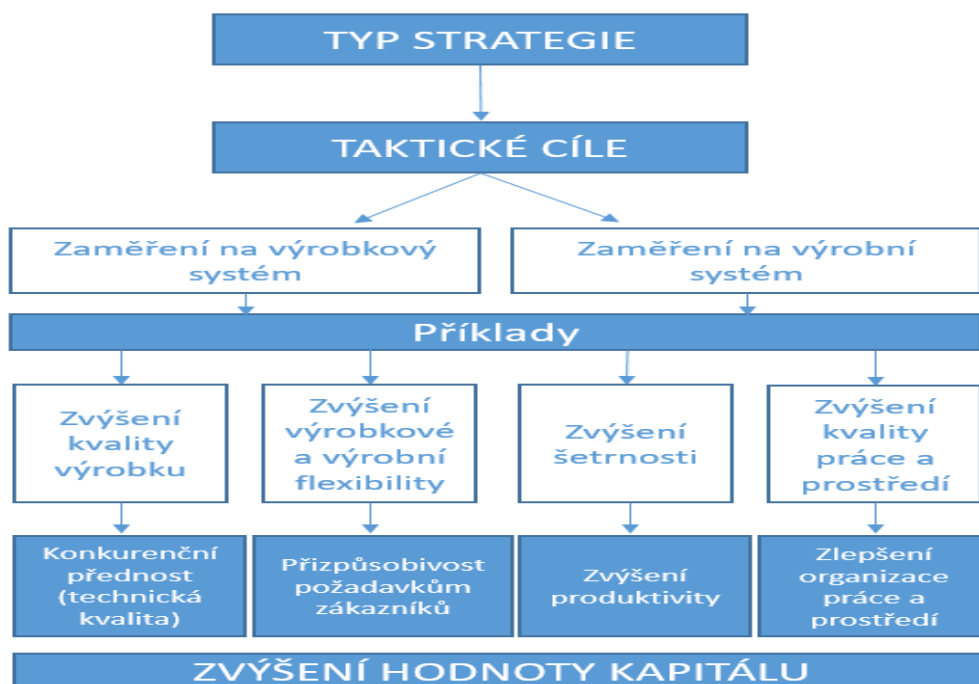 TYP STRATEGIE
TAKTICKÉ CÍLE
Zaměření na výrobkový
systém
Zaměření na výrobní
systém
Příklady
Zvýšení
kvality
výrobku
Zvýšení
výrobkové
a výrobní
flexibility
Zvýšení
šetrnosti
Zvýšení
kvality
práce a
prostředí
Konkurenční
přednost
(technická
kvalita)
Přizpůsobivost
požadavkům
zákazníků
Zvýšení
produktivity
Zlepšení
organizace
práce a
prostředí
ZVÝŠENÍ HODNOTY KAPITÁLU